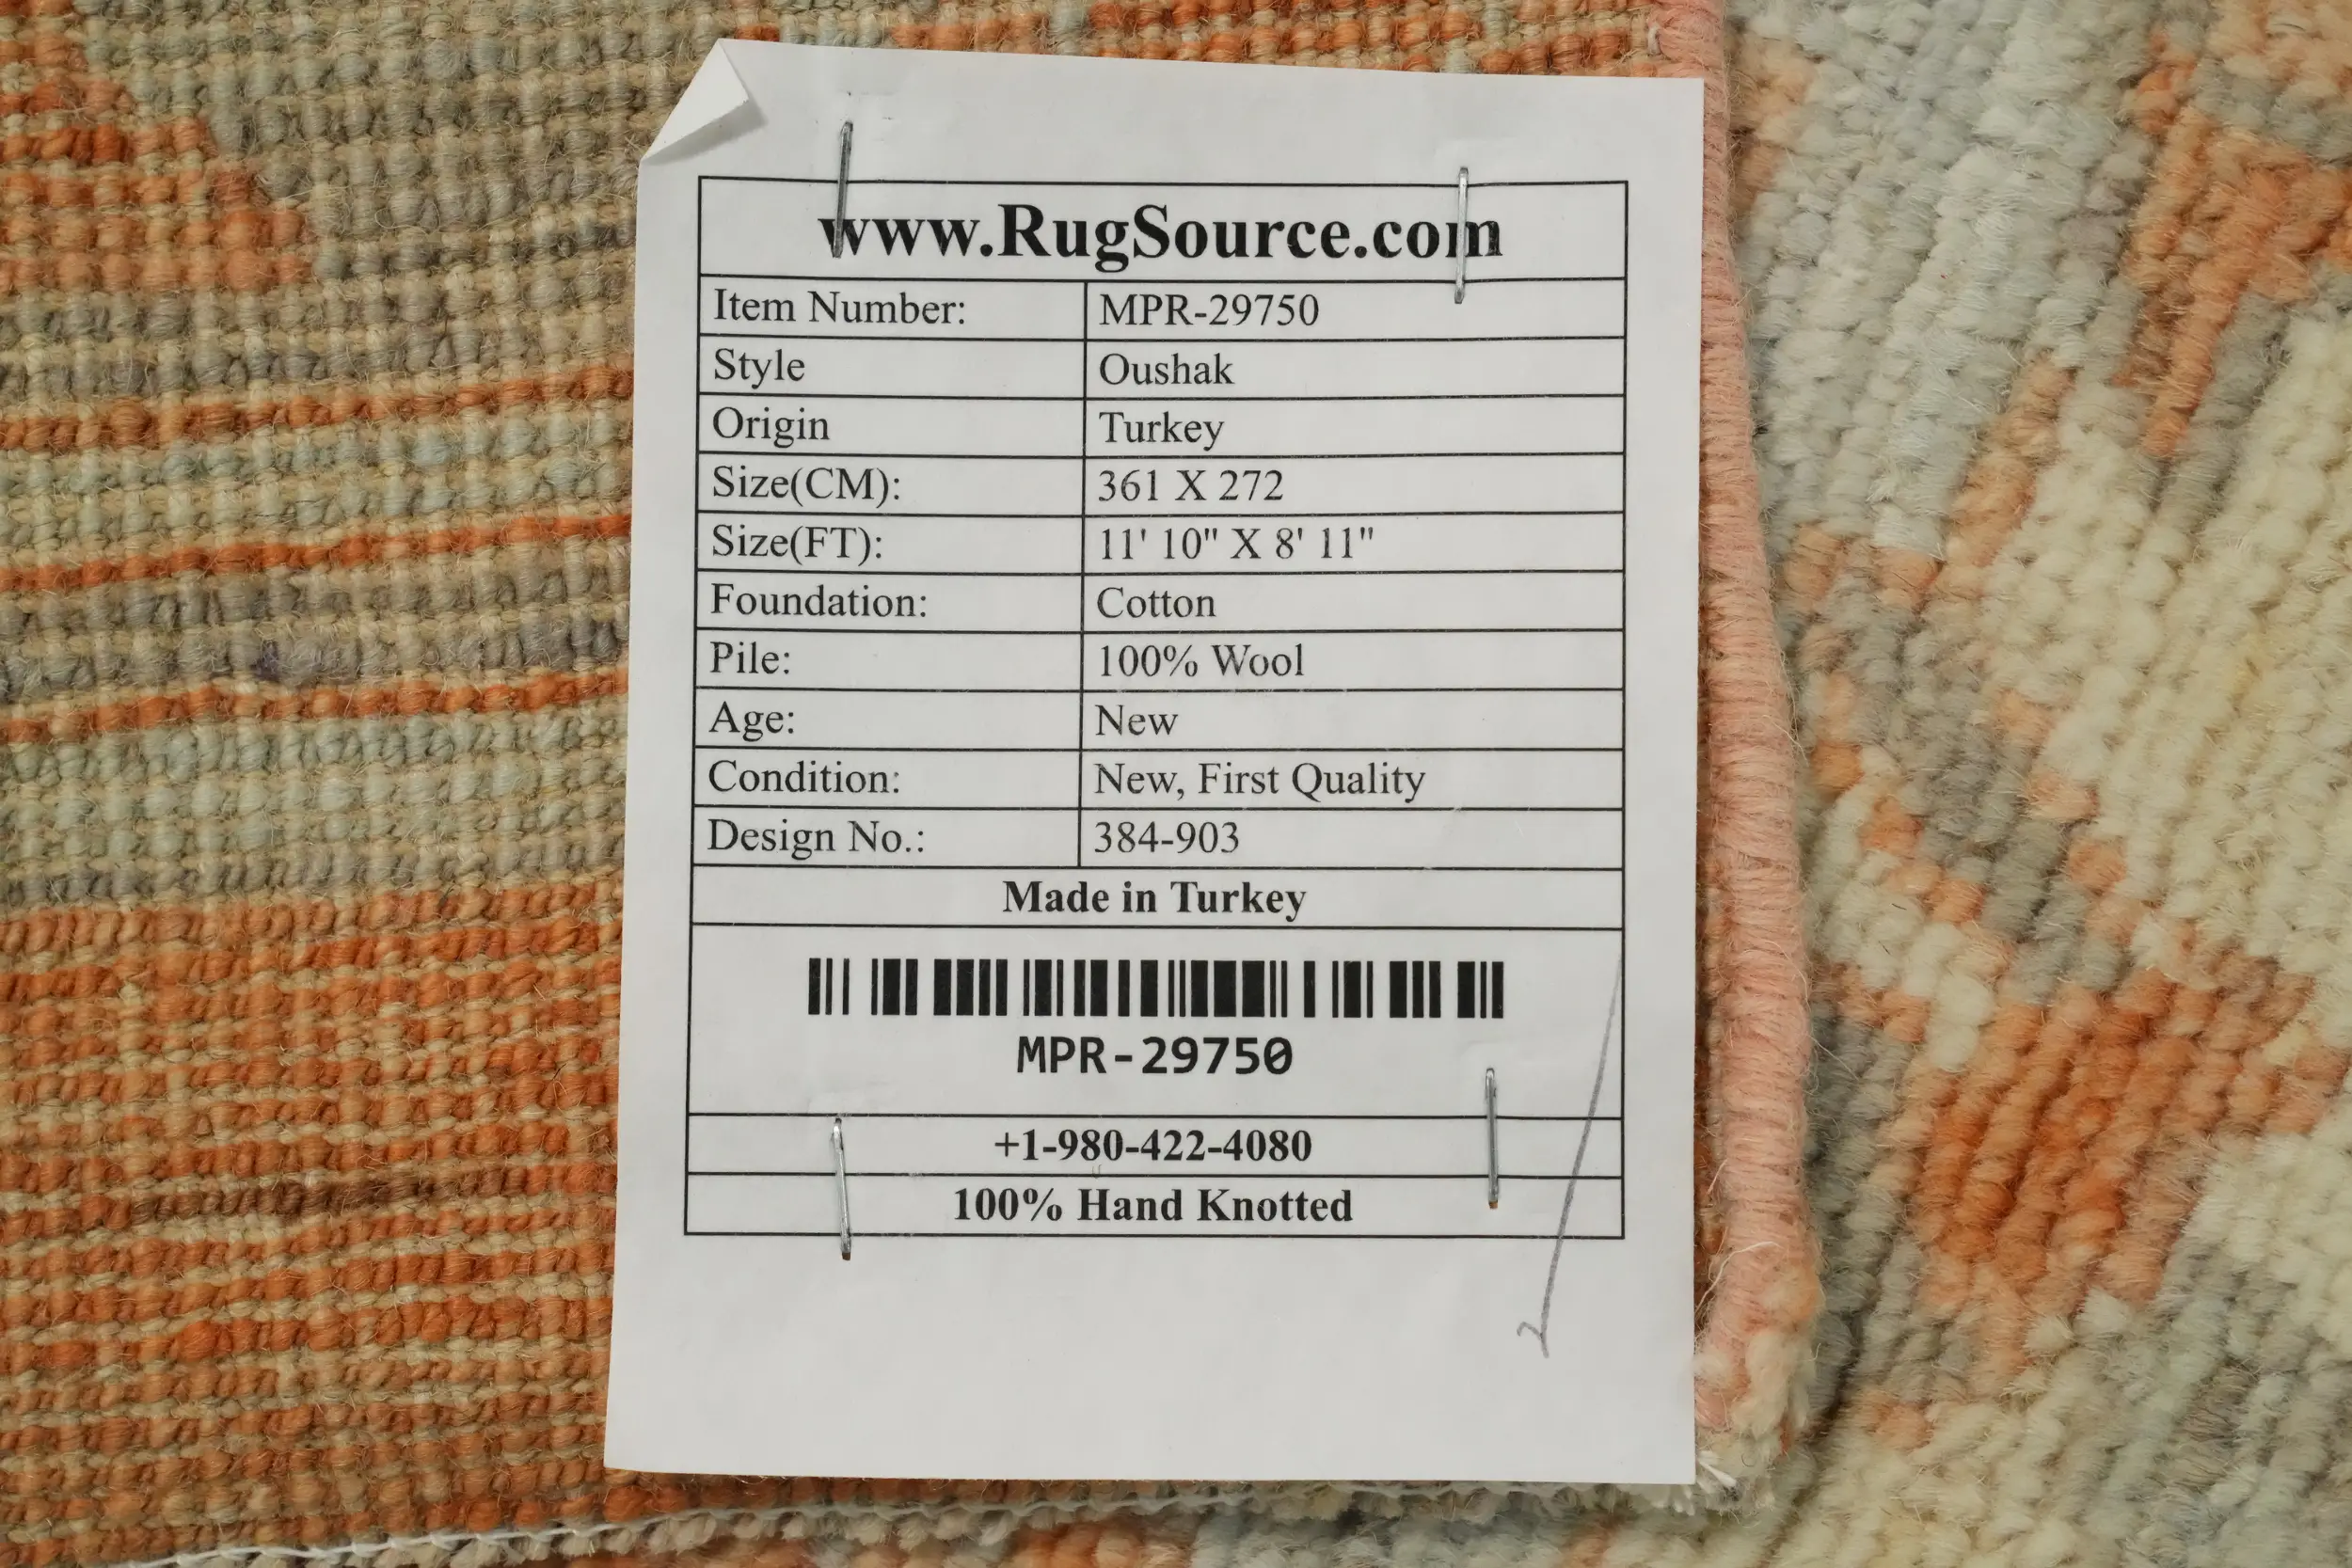 www.RugSource.com
Item Number: MPR-29750
Style Oushak
Origin Turkey
Size(CM): 361 X 272
Size(FT): 11' 10" X 8' 11"
Foundation: Cotton
Pile: 100% Wool
Age: New
Condition: New, First Quality
Design No.: 384-903
Made in Turkey
MPR-29750
+1-980-422-4080
100% Hand Knotted